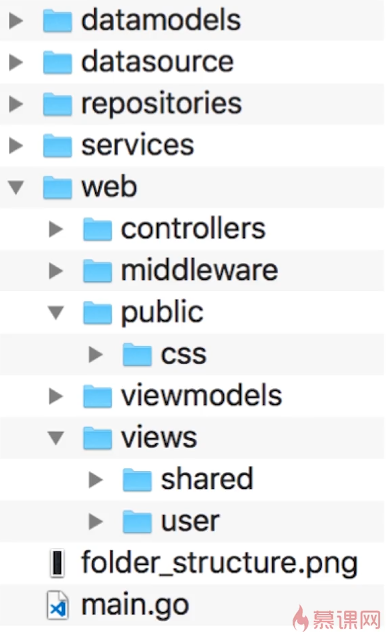 datamodels
datasource
repositories
services
web
controllers
middleware
public
css
viewmodels
views
shared
user
folder_structure.png
main.go
慕课网